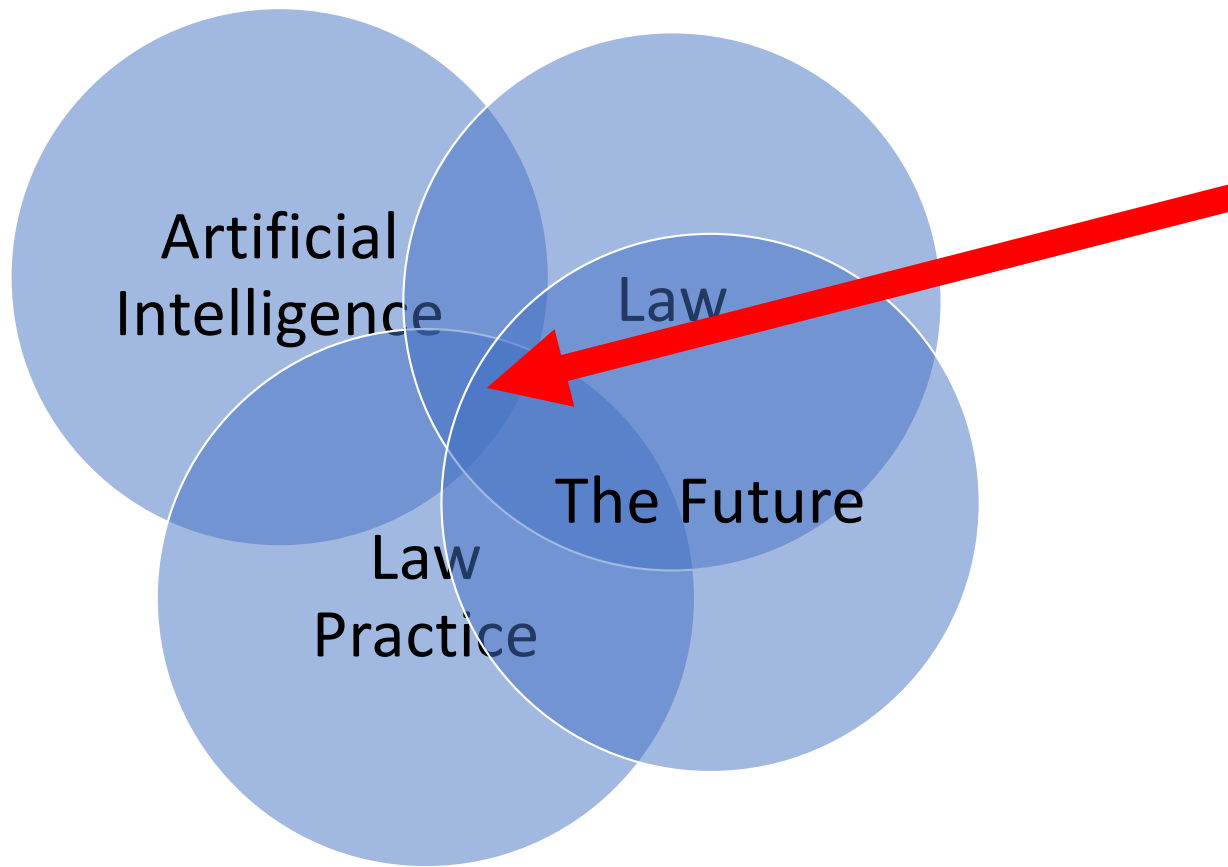 Artificial
Intelligence
Law
The Future
Law
Practice